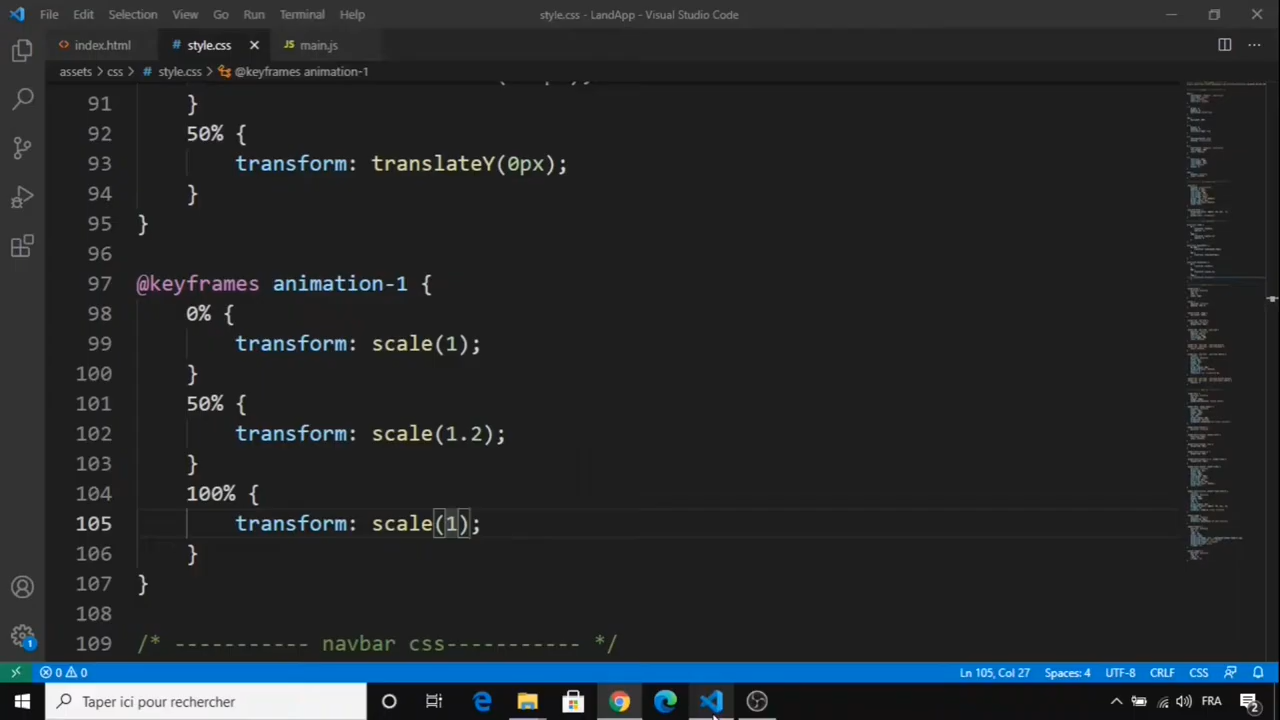 File Edit Selection View Go Run Terminal Help style.css - LandApp - Visual Studio Code
index.html style.css JS main.js
assets > css > # style.css > @keyframes animation-1
91 }
92 50% {
93 transform: translateY(0px);
94 }
95 }
96
97 @keyframes animation-1 {
98 0% {
99 transform: scale(1);
100 }
101 50% {
102 transform: scale(1.2);
103 }
104 100% {
105 transform: scale(1);
106 }
107 }
108
109 /* ----------- navbar css----------- */
0 0 Ln 105, Col 27 Spaces: 4 UTF-8 CRLF CSS
Taper ici pour rechercher FRA 2